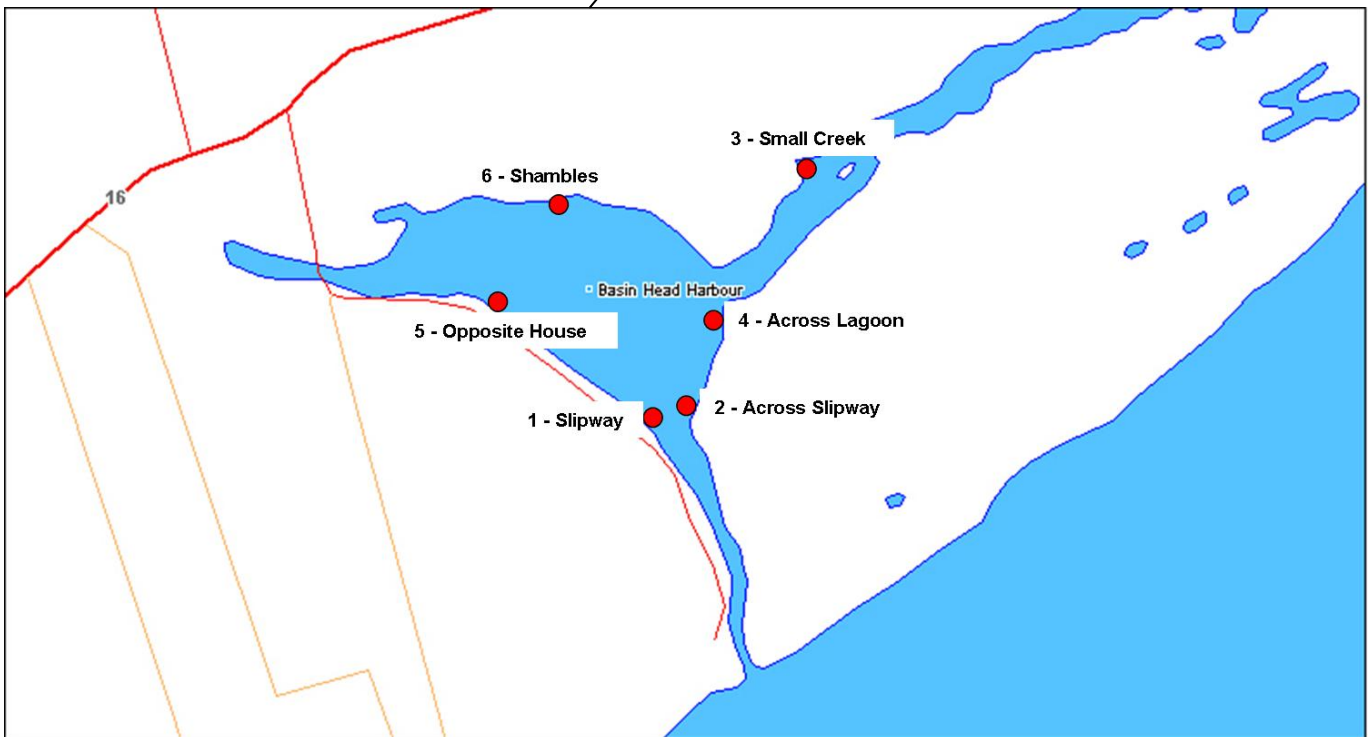 3 - Small Creek
6 - Shambles
16
Basin Head Harbour
4 - Across Lagoon
5 - Opposite House
2 - Across Slipway
1 - Slipway